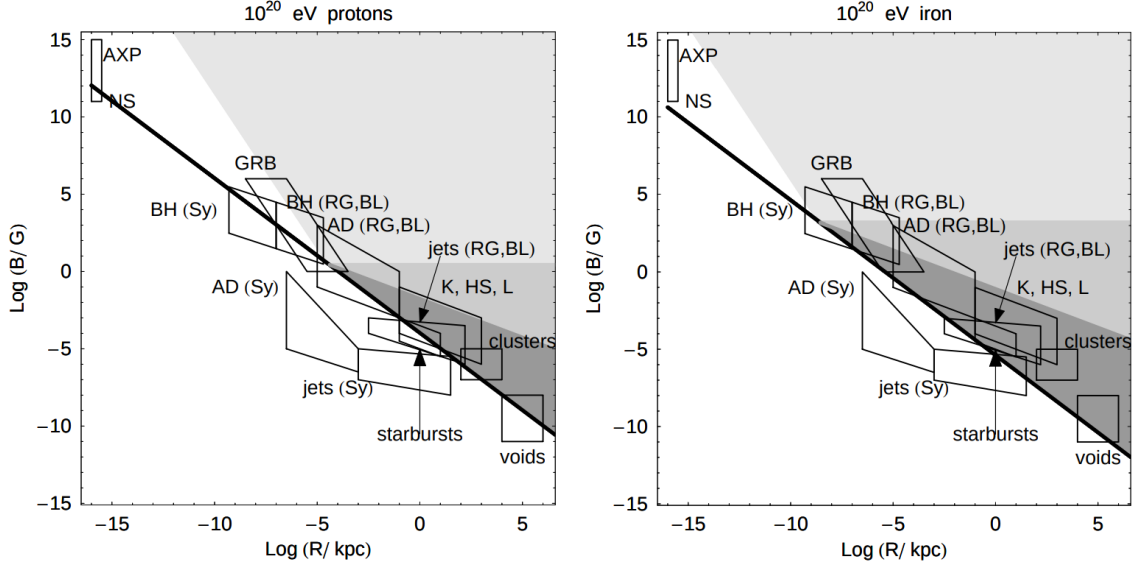 10²⁰ eV protons
15
10
5
0
−5
−10
−15
−15
−10
−5
0
5
Log (R/ kpc)
Log (B/ G)
AXP
NS
GRB
BH (Sy)
BH (RG,BL)
AD (RG,BL)
jets (RG,BL)
AD (Sy)
K, HS, L
clusters
jets (Sy)
starbursts
voids
10²⁰ eV iron
15
10
5
0
−5
−10
−15
−15
−10
−5
0
5
Log (R/ kpc)
Log (B/ G)
AXP
NS
GRB
BH (Sy)
BH (RG,BL)
AD (RG,BL)
jets (RG,BL)
AD (Sy)
K, HS, L
clusters
jets (Sy)
starbursts
voids